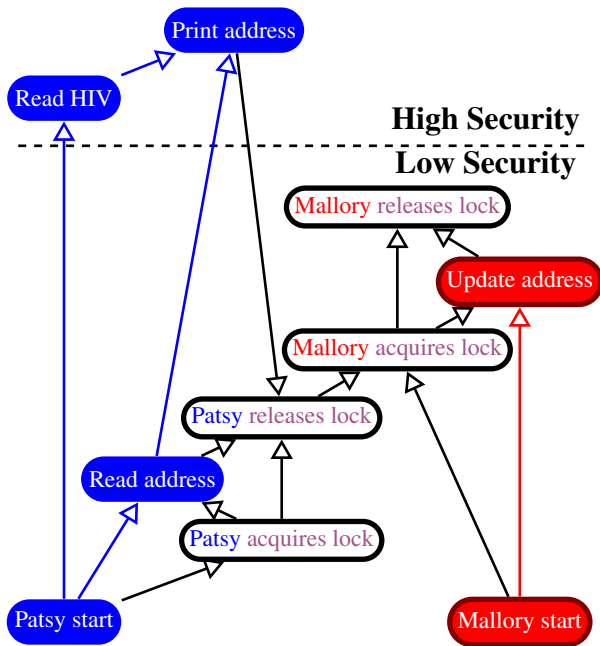 Print address
Read HIV
High Security
Low Security
Mallory releases lock
Update address
Mallory acquires lock
Patsy releases lock
Read address
Patsy acquires lock
Patsy start
Mallory start